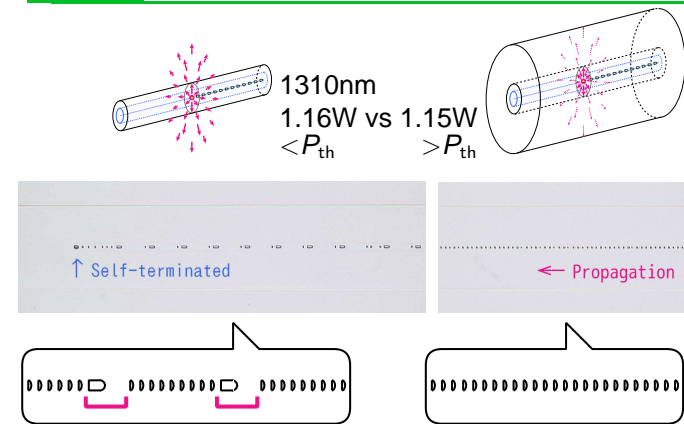 1310nm
1.16W vs 1.15W
<Pth >Pth
↑ Self-terminated
← Propagation